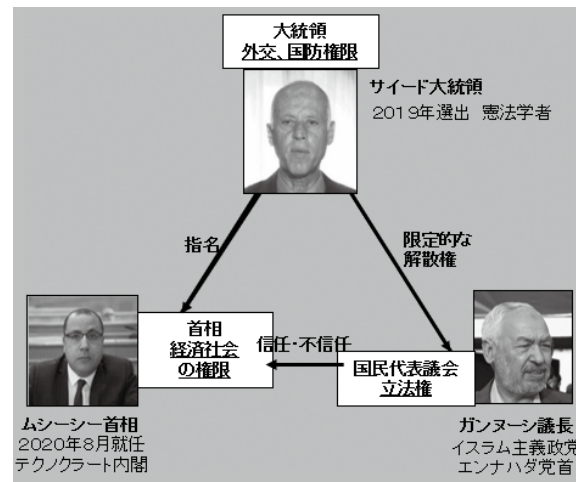 大統領
外交、国防権限
サイード大統領
2019年選出 憲法学者
指名
限定的な
解散権
首相
経済社会
の権限
信任・不信任
国民代表議会
立法権
ムシーシー首相
2020年8月就任
テクノクラート内閣
ガンヌーシ議長
イスラム主義政党
エンナハダ党首